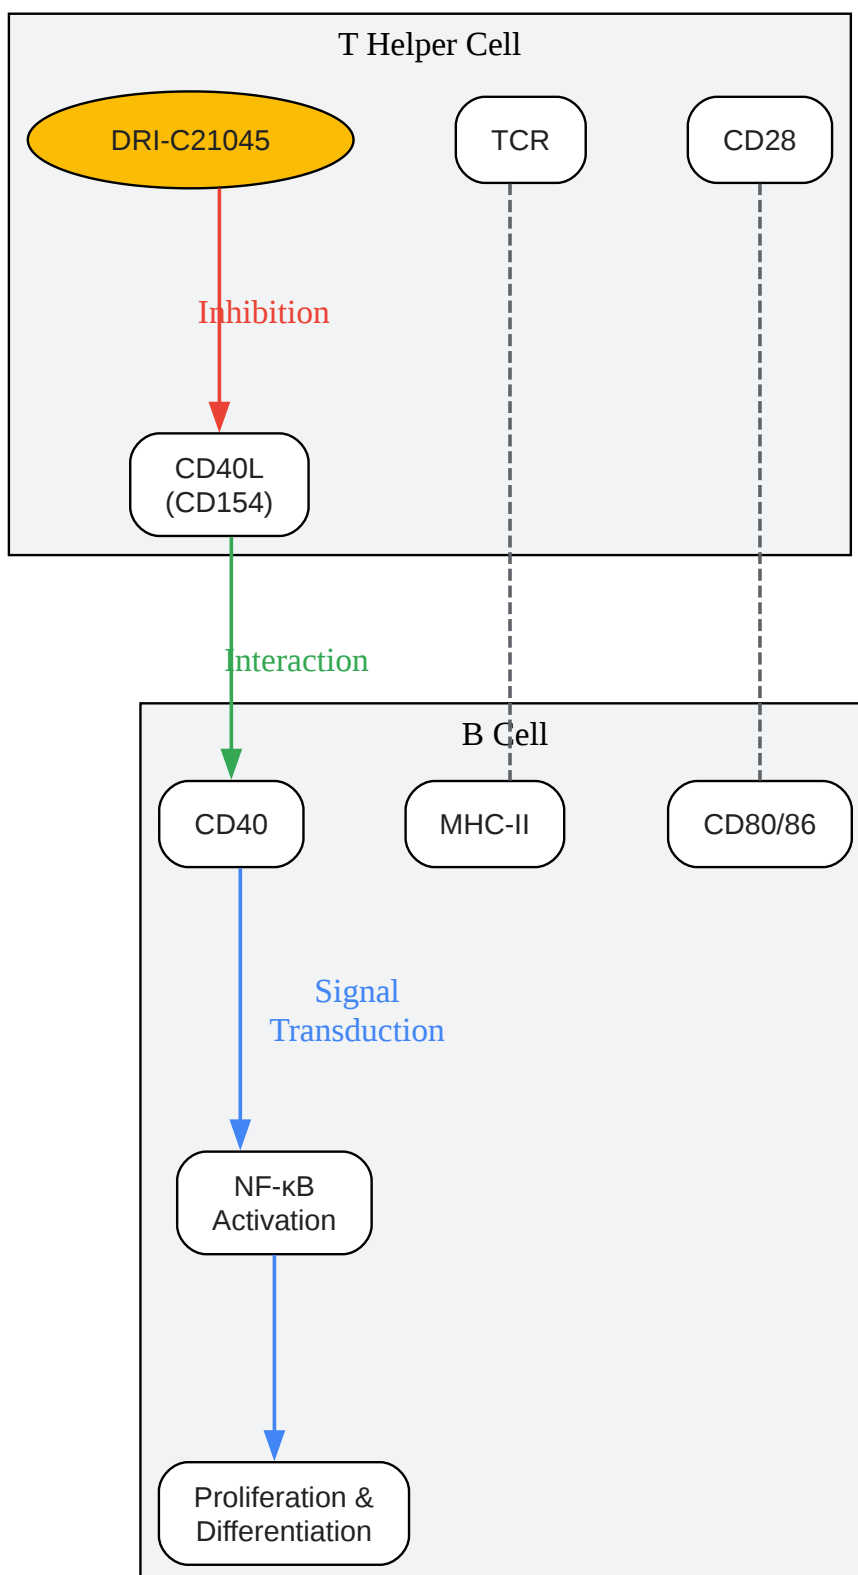 T Helper Cell
DRI-C21045
TCR
CD28
Inhibition
CD40L
(CD154)
Interaction
B Cell
CD40
MHC-II
CD80/86
Signal
Transduction
NF-κB
Activation
Proliferation &
Differentiation